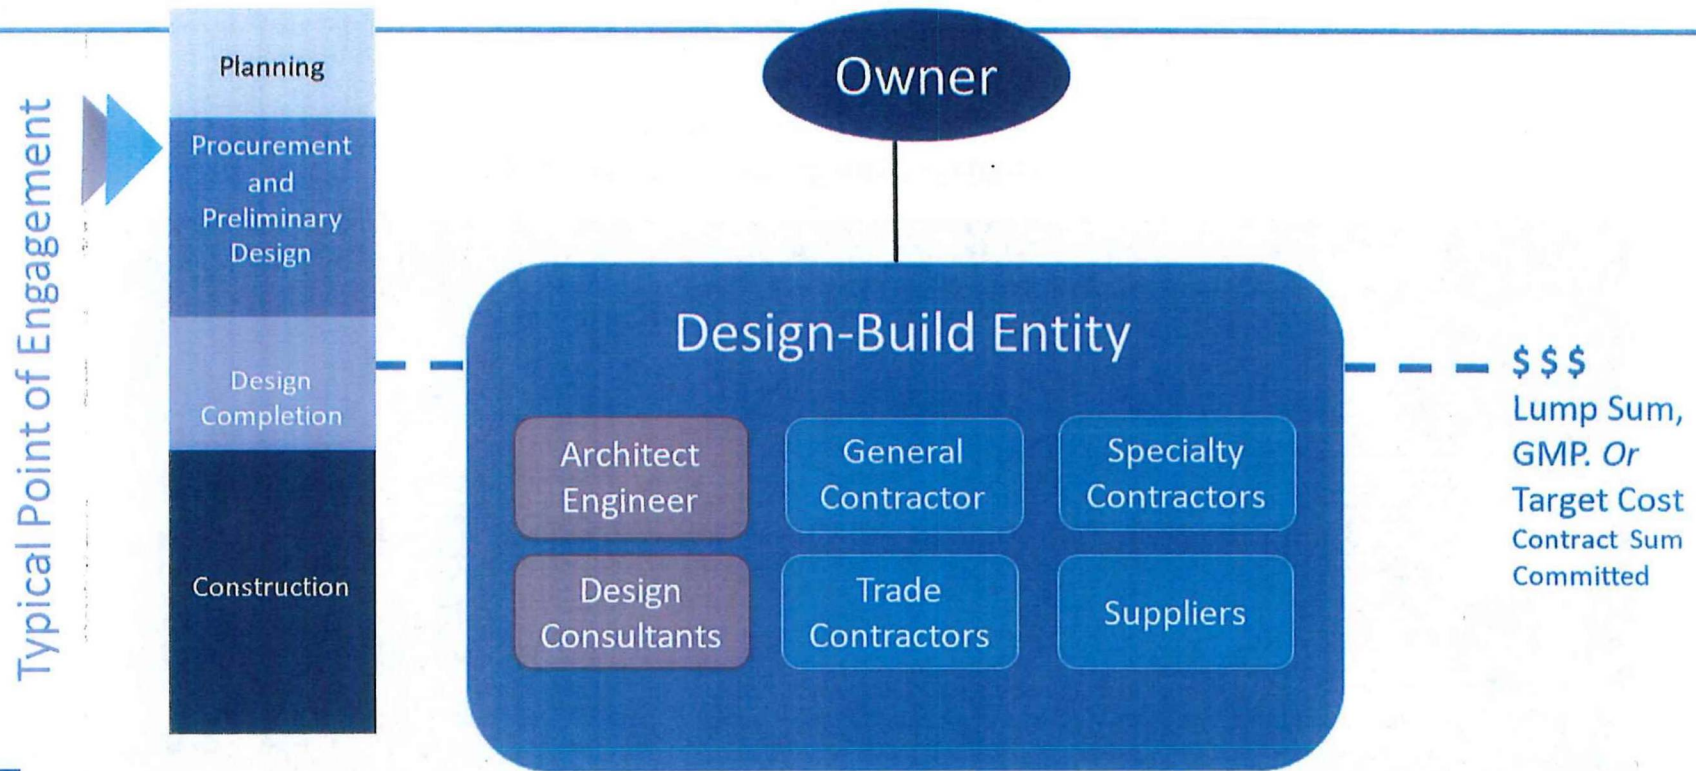 Typical Point of Engagement
Planning
Procurement
and
Preliminary
Design
Design
Completion
Construction
Owner
Design-Build Entity
Architect
Engineer
General
Contractor
Specialty
Contractors
Design
Consultants
Trade
Contractors
Suppliers
$ $ $
Lump Sum,
GMP. Or
Target Cost
Contract Sum
Committed